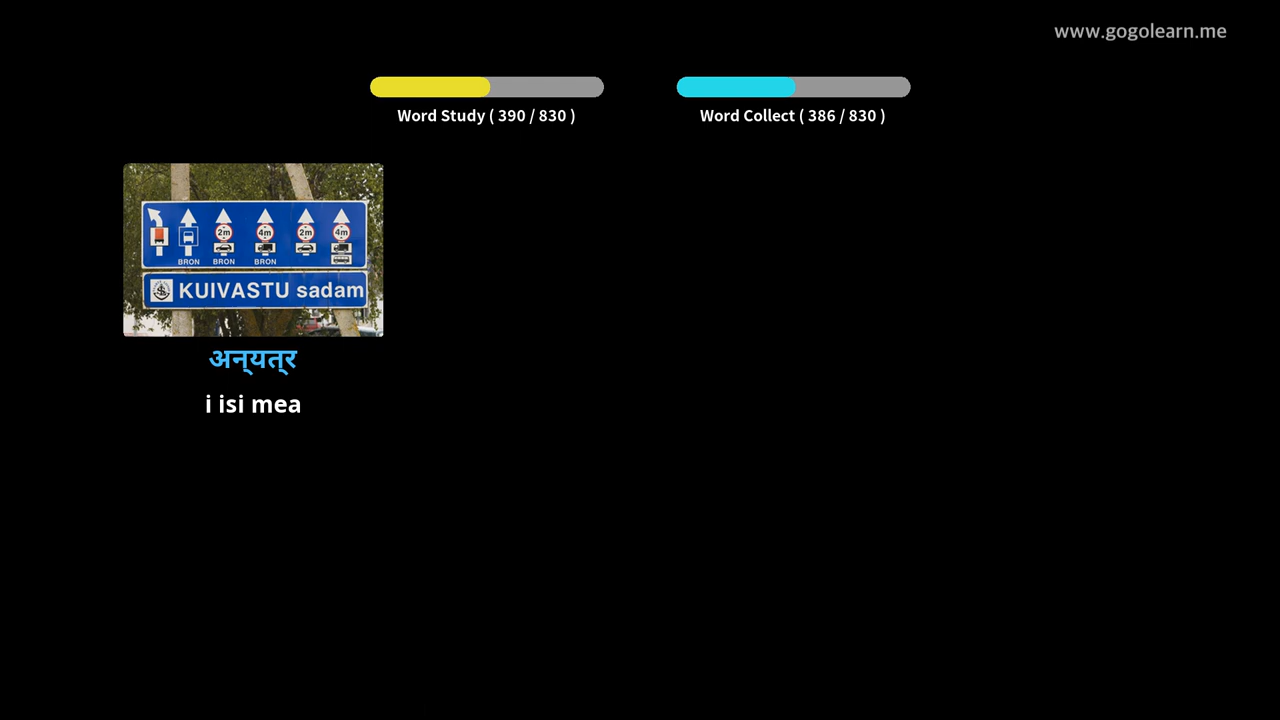 www.gogolearn.me
Word Study ( 390 / 830 )
Word Collect ( 386 / 830 )
2m 4m 2m 4m
BRON BRON BRON
KUIVASTU sadam
अन्‌यत्‌र
i isi mea